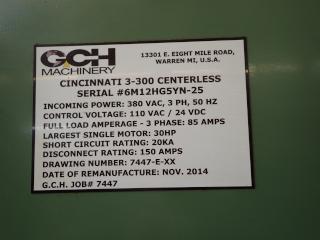 GCH
MACHINERY
13301 E. EIGHT MILE ROAD,
WARREN MI, U.S.A.
CINCINNATI 3-300 CENTERLESS
SERIAL #6M12HG5YN-25
INCOMING POWER: 380 VAC, 3 PH, 50 HZ
CONTROL VOLTAGE: 110 VAC / 24 VDC
FULL LOAD AMPERAGE - 3 PHASE: 85 AMPS
LARGEST SINGLE MOTOR: 30HP
SHORT CIRCUIT RATING: 20KA
DISCONNECT RATING: 150 AMPS
DRAWING NUMBER: 7447-E-XX
DATE OF REMANUFACTURE: NOV. 2014
G.C.H. JOB# 7447